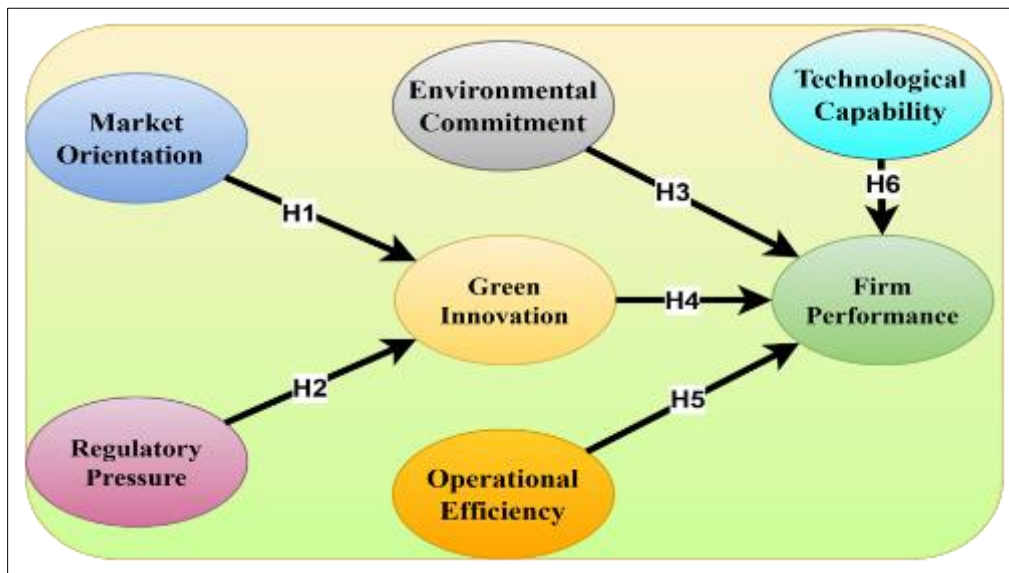 Market
Orientation
Environmental
Commitment
Technological
Capability
H1
H3
H6
Green
Innovation
H4
Firm
Performance
H2
H5
Regulatory
Pressure
Operational
Efficiency